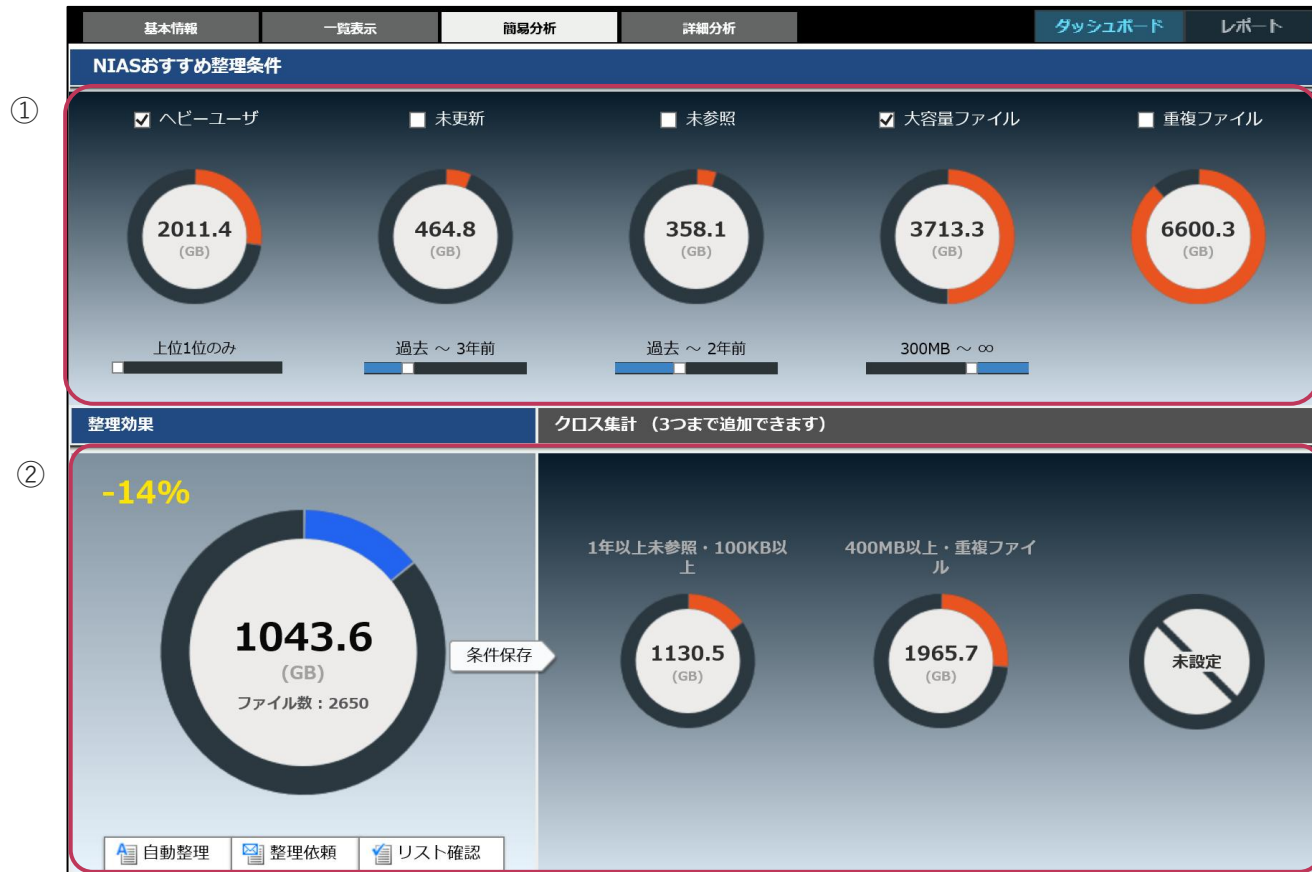 基本情報 一覧表示 簡易分析 詳細分析 ダッシュボード レポート
NIASおすすめ整理条件
①
ヘビーユーザ 未更新 未参照 大容量ファイル 重複ファイル
2011.4 464.8 358.1 3713.3 6600.3
(GB) (GB) (GB) (GB) (GB)
上位1位のみ 過去 ～ 3年前 過去 ～ 2年前 300MB ～ ∞
整理効果 クロス集計 （3つまで追加できます）
②
-14%
1043.6
(GB)
ファイル数：2650
条件保存
1年以上未参照・100KB以
上
1130.5
(GB)
400MB以上・重複ファイ
ル
1965.7
(GB)
未設定
自動整理 整理依頼 リスト確認